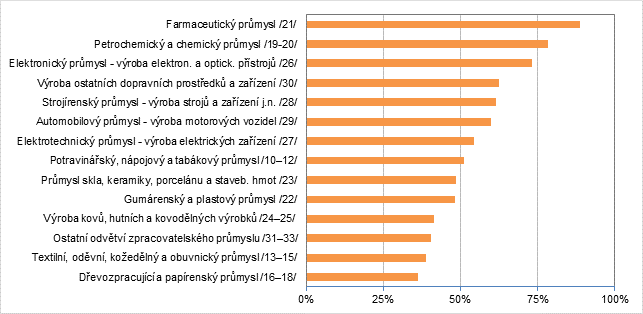 Farmaceutický průmysl /21/
Petrochemický a chemický průmysl /19-20/
Elektronický průmysl - výroba elektron. a optick. přístrojů /26/
Výroba ostatních dopravních prostředků a zařízení /30/
Strojírenský průmysl - výroba strojů a zařízení j.n. /28/
Automobilový průmysl - výroba motorových vozidel /29/
Elektrotechnický průmysl - výroba elektrických zařízení /27/
Potravinářský, nápojový a tabákový průmysl /10–12/
Průmysl skla, keramiky, porcelánu a staveb. hmot /23/
Gumárenský a plastový průmysl /22/
Výroba kovů, hutních a kovodělných výrobků /24–25/
Ostatní odvětví zpracovatelského průmyslu /31–33/
Textilní, oděvní, kožedělný a obuvnický průmysl /13–15/
Dřevozpracující a papírenský průmysl /16–18/
0% 25% 50% 75% 100%